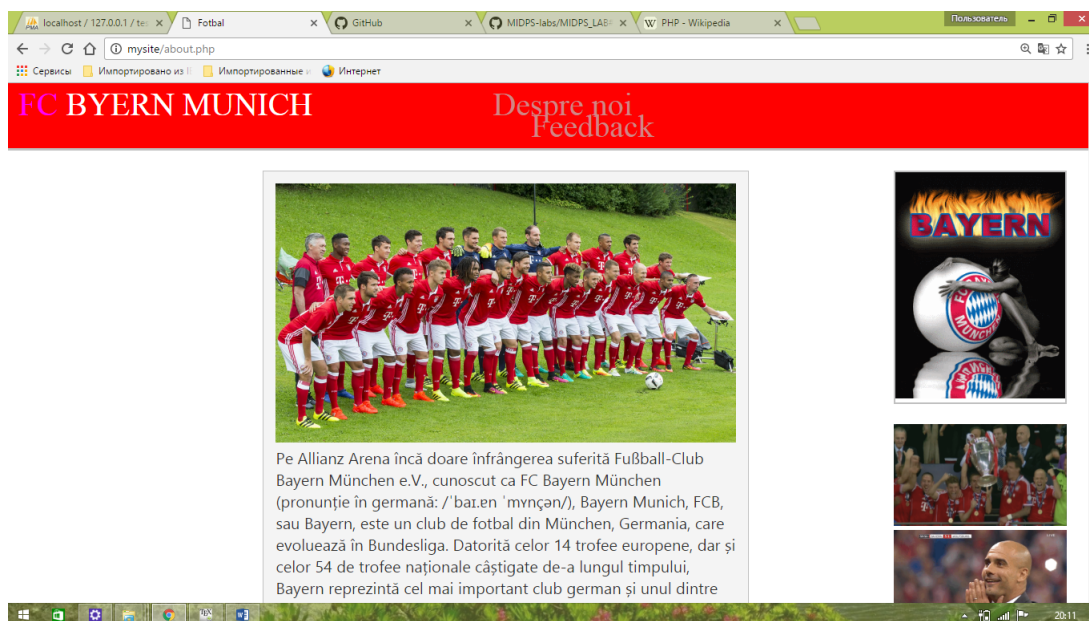 localhost / 127.0.0.1 / te
Fotbal
GitHub
MIDPS-labs/MIDPS_LAB#
PHP - Wikipedia
Пользователь
mysite/about.php
Сервисы
Импортировано из
Импортированные и
Интернет
FC BYERN MUNICH
Despre noi
Feedback
BAYERN
FC BAYERN
MÜNCHEN
Pe Allianz Arena încă doare înfrângerea suferită Fußball-Club
Bayern München e.V., cunoscut ca FC Bayern München
(pronunție în germană: /ˈbaɪ.ɐn ˈmʏnçən/), Bayern Munich, FCB,
sau Bayern, este un club de fotbal din München, Germania, care
evoluează în Bundesliga. Datorită celor 14 trofee europene, dar și
celor 54 de trofee naționale câștigate de-a lungul timpului,
Bayern reprezintă cel mai important club german și unul dintre
20:11